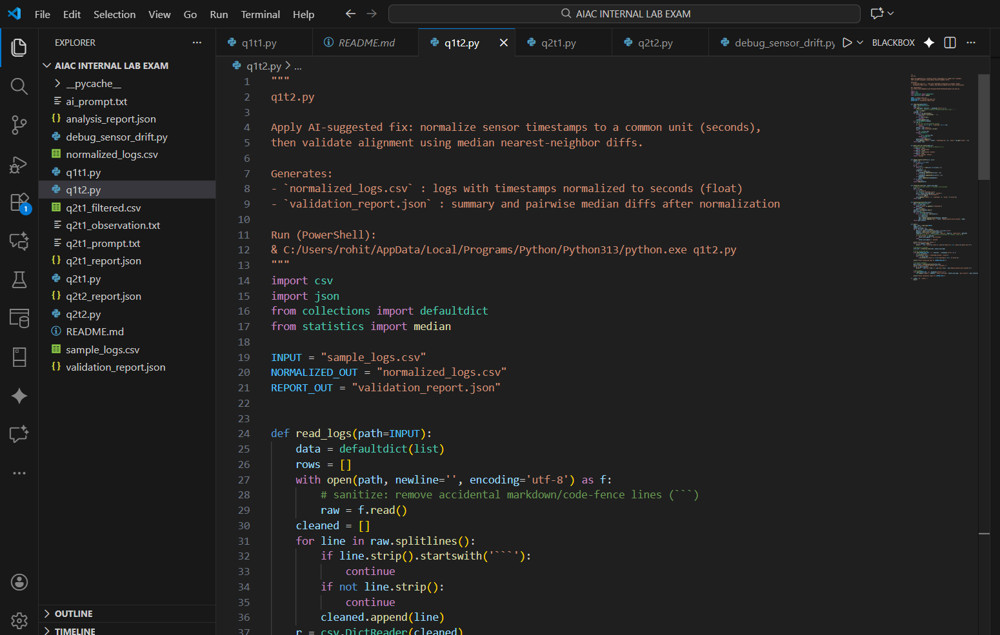 File Edit Selection View Go Run Terminal Help
AIAC INTERNAL LAB EXAM
EXPLORER
q1t1.py
README.md
q1t2.py
q2t1.py
q2t2.py
debug_sensor_drift.py
BLACKBOX
AIAC INTERNAL LAB EXAM
__pycache__
ai_prompt.txt
analysis_report.json
debug_sensor_drift.py
normalized_logs.csv
q1t1.py
q1t2.py
q2t1_filtered.csv
q2t1_observation.txt
q2t1_prompt.txt
q2t1_report.json
q2t1.py
q2t2_report.json
q2t2.py
README.md
sample_logs.csv
validation_report.json
OUTLINE
TIMELINE
1
q1t2.py > ...
1 """
2 q1t2.py
3
4 Apply AI-suggested fix: normalize sensor timestamps to a common unit (seconds),
5 then validate alignment using median nearest-neighbor diffs.
6
7 Generates:
8 - `normalized_logs.csv` : logs with timestamps normalized to seconds (float)
9 - `validation_report.json` : summary and pairwise median diffs after normalization
10
11 Run (PowerShell):
12 & C:/Users/rohit/AppData/Local/Programs/Python/Python313/python.exe q1t2.py
13 """
14 import csv
15 import json
16 from collections import defaultdict
17 from statistics import median
18
19 INPUT = "sample_logs.csv"
20 NORMALIZED_OUT = "normalized_logs.csv"
21 REPORT_OUT = "validation_report.json"
22
23
24 def read_logs(path=INPUT):
25     data = defaultdict(list)
26     rows = []
27     with open(path, newline='', encoding='utf-8') as f:
28         # sanitize: remove accidental markdown/code-fence lines (```)
29         raw = f.read()
30     cleaned = []
31     for line in raw.splitlines():
32         if line.strip().startswith('```'):
33             continue
34         if not line.strip():
35             continue
36         cleaned.append(line)
37     r = csv.DictReader(cleaned)